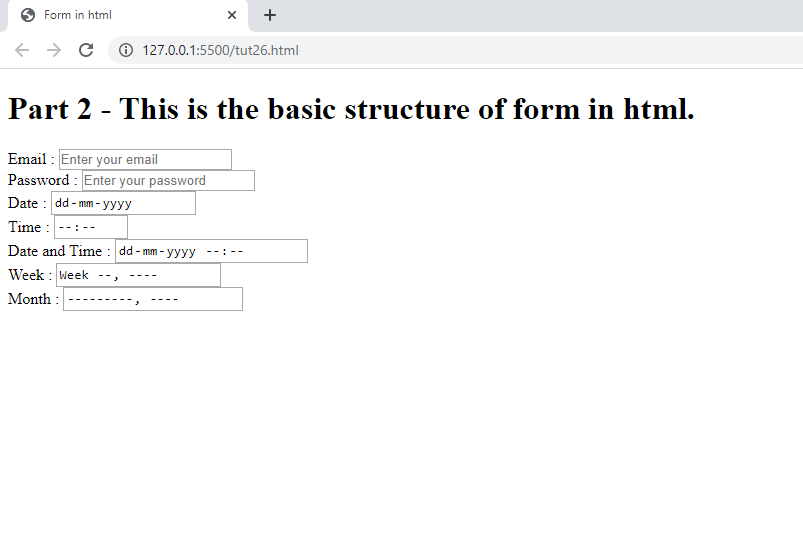 Form in html
127.0.0.1:5500/tut26.html
Part 2 - This is the basic structure of form in html.
Email : Enter your email
Password : Enter your password
Date : dd-mm-yyyy
Time : --:--
Date and Time : dd-mm-yyyy --:--
Week : Week --, ----
Month : ---------, ----